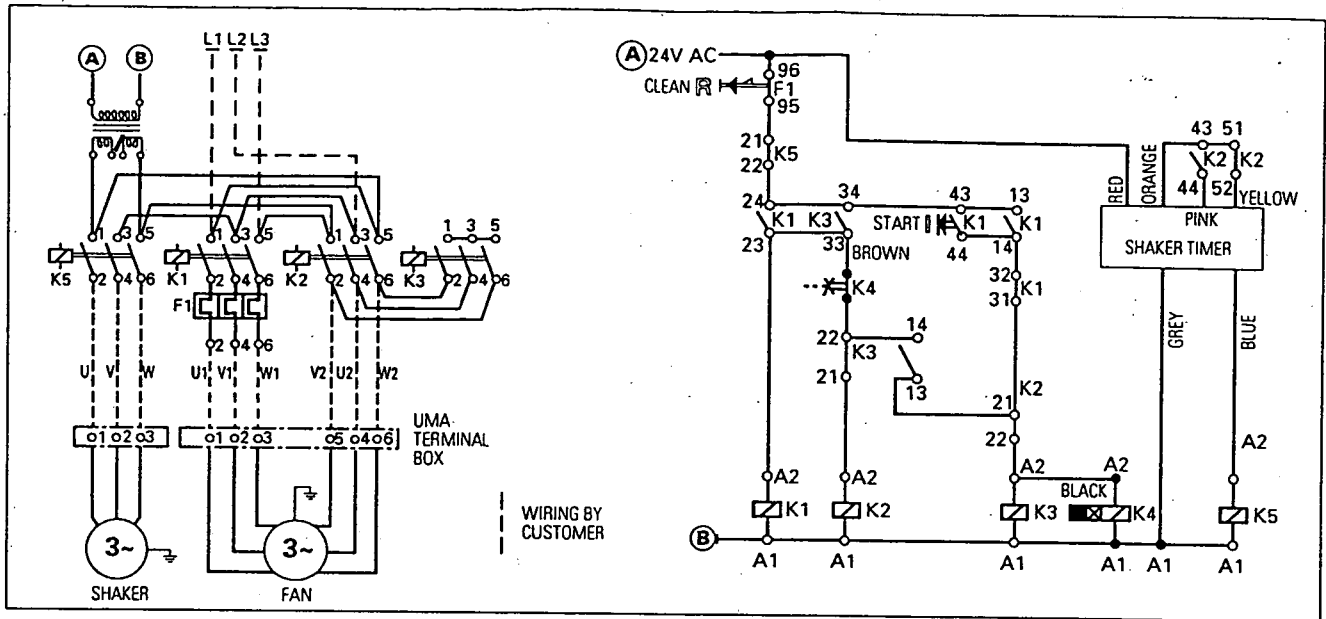 A B
L1 L2 L3
1 3 5 1 3 5 1 3 5 1 3 5
K5 2 4 6 K1 2 4 6 K2 2 4 6 K3 2 4 6
F1
2 4 6
U V W U1 V1 W1 V2 U2 W2
UMA-
TERMINAL
BOX
1 2 3 1 2 3 5 4 6
3~ 3~
SHAKER FAN
WIRING BY
CUSTOMER
A 24V AC
96
CLEAN R F1
95
21
K5
22
24 K1
23
34
K3
33
BROWN
K4
22
K3
21
14
13
START I
43
K1
44
13
K1
14
32
K1
31
K2
21
22
RED
ORANGE
43 51
K2 K2
44 52
YELLOW
PINK
SHAKER TIMER
GREY
BLUE
A2 A2 A2 A2 A2
BLACK
K1 K2 K3 K4 K5
B
A1 A1 A1 A1 A1 A1